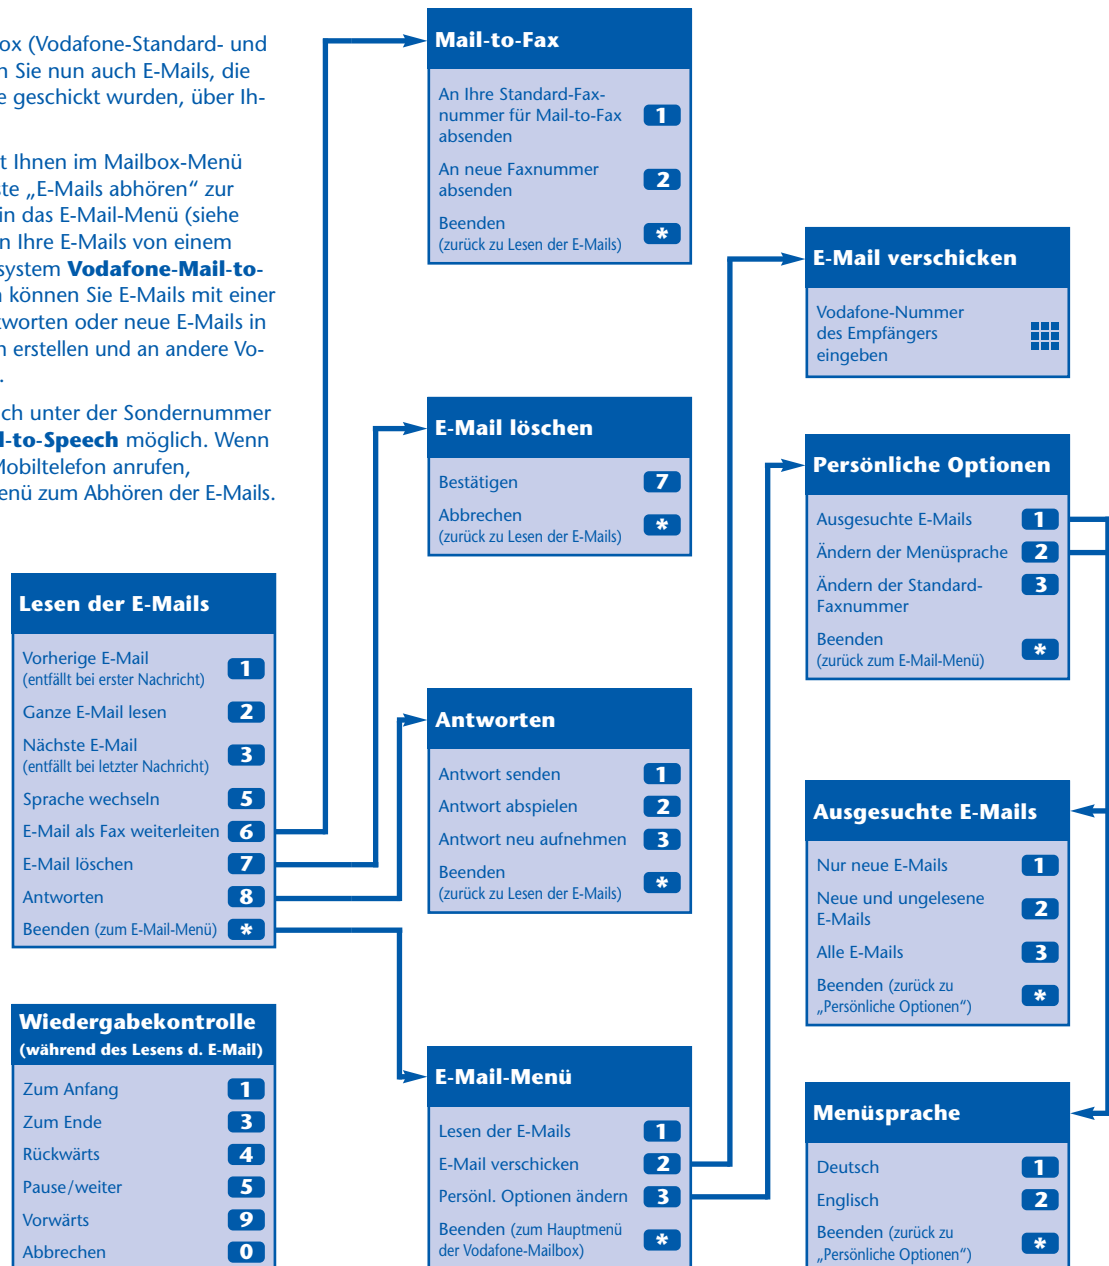 ox (Vodafone-Standard- und
n Sie nun auch E-Mails, die
e geschickt wurden, über Ih-
t Ihnen im Mailbox-Menü
ste „E-Mails abhören“ zur
in das E-Mail-Menü (siehe
n Ihre E-Mails von einem
system Vodafone-Mail-to-
n können Sie E-Mails mit einer
tworten oder neue E-Mails in
n erstellen und an andere Vo-
.
ch unter der Sondernummer
l-to-Speech möglich. Wenn
Mobiltelefon anrufen,
enü zum Abhören der E-Mails.
Lesen der E-Mails
Vorherige E-Mail
(entfällt bei erster Nachricht) 1
Ganze E-Mail lesen 2
Nächste E-Mail
(entfällt bei letzter Nachricht) 3
Sprache wechseln 5
E-Mail als Fax weiterleiten 6
E-Mail löschen 7
Antworten 8
Beenden (zum E-Mail-Menü) *
Wiedergabekontrolle
(während des Lesens d. E-Mail)
Zum Anfang 1
Zum Ende 3
Rückwärts 4
Pause/weiter 5
Vorwärts 9
Abbrechen 0
Mail-to-Fax
An Ihre Standard-Fax-
nummer für Mail-to-Fax 1
absenden
An neue Faxnummer
absenden 2
Beenden
(zurück zu Lesen der E-Mails) *
E-Mail löschen
Bestätigen 7
Abbrechen
(zurück zu Lesen der E-Mails) *
Antworten
Antwort senden 1
Antwort abspielen 2
Antwort neu aufnehmen 3
Beenden
(zurück zu Lesen der E-Mails) *
E-Mail-Menü
Lesen der E-Mails 1
E-Mail verschicken 2
Persönl. Optionen ändern 3
Beenden (zum Hauptmenü
der Vodafone-Mailbox) *
E-Mail verschicken
Vodafone-Nummer
des Empfängers
eingeben
Persönliche Optionen
Ausgesuchte E-Mails 1
Ändern der Menüsprache 2
Ändern der Standard- 3
Faxnummer
Beenden
(zurück zum E-Mail-Menü) *
Ausgesuchte E-Mails
Nur neue E-Mails 1
Neue und ungelesene
E-Mails 2
Alle E-Mails 3
Beenden (zurück zu
„Persönliche Optionen“) *
Menüsprache
Deutsch 1
Englisch 2
Beenden (zurück zu
„Persönliche Optionen“) *